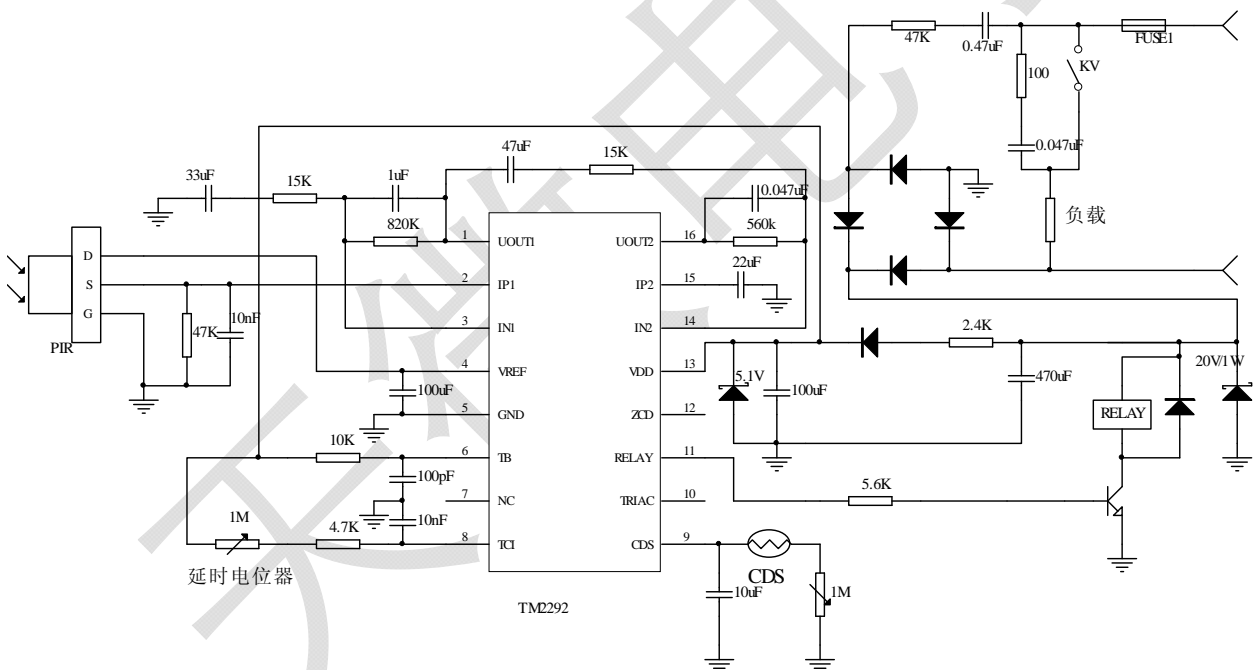 47K
0.47uF
FUSE1
100
KV
0.047uF
负载
47uF
15K
33uF
15K
1uF
820K
0.047uF
560k
22uF
D
S
G
PIR
47K
10nF
1 UOUT1
2 IP1
3 IN1
4 VREF
5 GND
6 TB
7 NC
8 TCI
16 UOUT2
15 IP2
14 IN2
13 VDD
12 ZCD
11 RELAY
10 TRIAC
9 CDS
TM2292
100uF
10K
100pF
10nF
1M
4.7K
延时电位器
5.1V
100uF
2.4K
470uF
20V/1W
RELAY
5.6K
CDS
10uF
1M
天微电